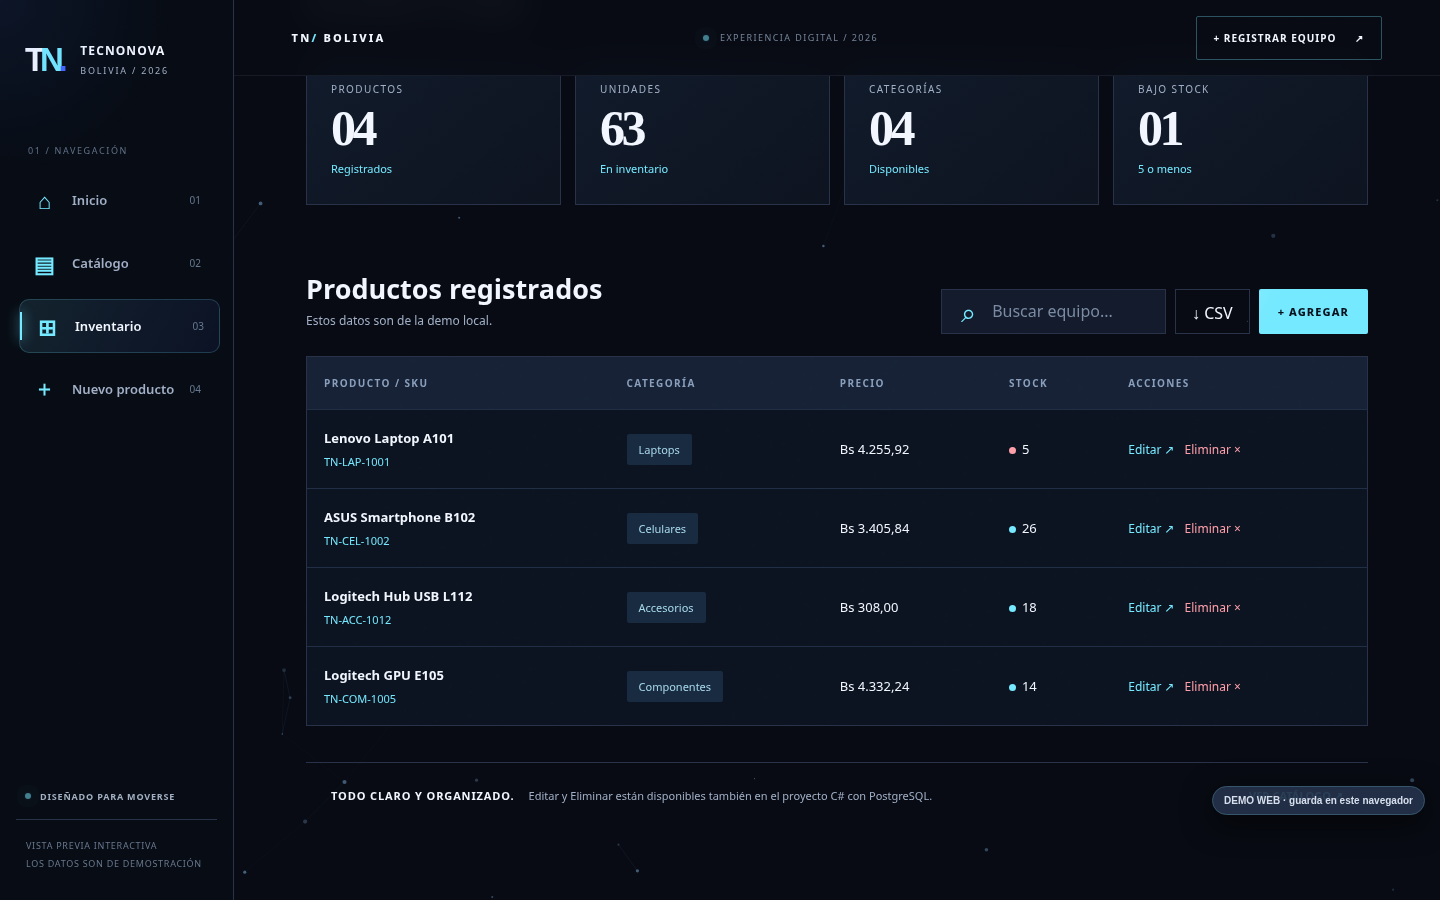 TN.
TECNONOVA
BOLIVIA / 2026
01 / NAVEGACIÓN
Inicio 01
Catálogo 02
Inventario 03
+ Nuevo producto 04
DISEÑADO PARA MOVERSE
VISTA PREVIA INTERACTIVA
LOS DATOS SON DE DEMOSTRACIÓN
TN/ BOLIVIA
EXPERIENCIA DIGITAL / 2026
+ REGISTRAR EQUIPO ↗
PRODUCTOS
04
Registrados
UNIDADES
63
En inventario
CATEGORÍAS
04
Disponibles
BAJO STOCK
01
5 o menos
Productos registrados
Estos datos son de la demo local.
Buscar equipo...
↓ CSV
+ AGREGAR
PRODUCTO / SKU CATEGORÍA PRECIO STOCK ACCIONES
Lenovo Laptop A101
TN-LAP-1001
Laptops Bs 4.255,92 5 Editar ↗ Eliminar ×
ASUS Smartphone B102
TN-CEL-1002
Celulares Bs 3.405,84 26 Editar ↗ Eliminar ×
Logitech Hub USB L112
TN-ACC-1012
Accesorios Bs 308,00 18 Editar ↗ Eliminar ×
Logitech GPU E105
TN-COM-1005
Componentes Bs 4.332,24 14 Editar ↗ Eliminar ×
TODO CLARO Y ORGANIZADO. Editar y Eliminar están disponibles también en el proyecto C# con PostgreSQL.
DEMO WEB · guarda en este navegador